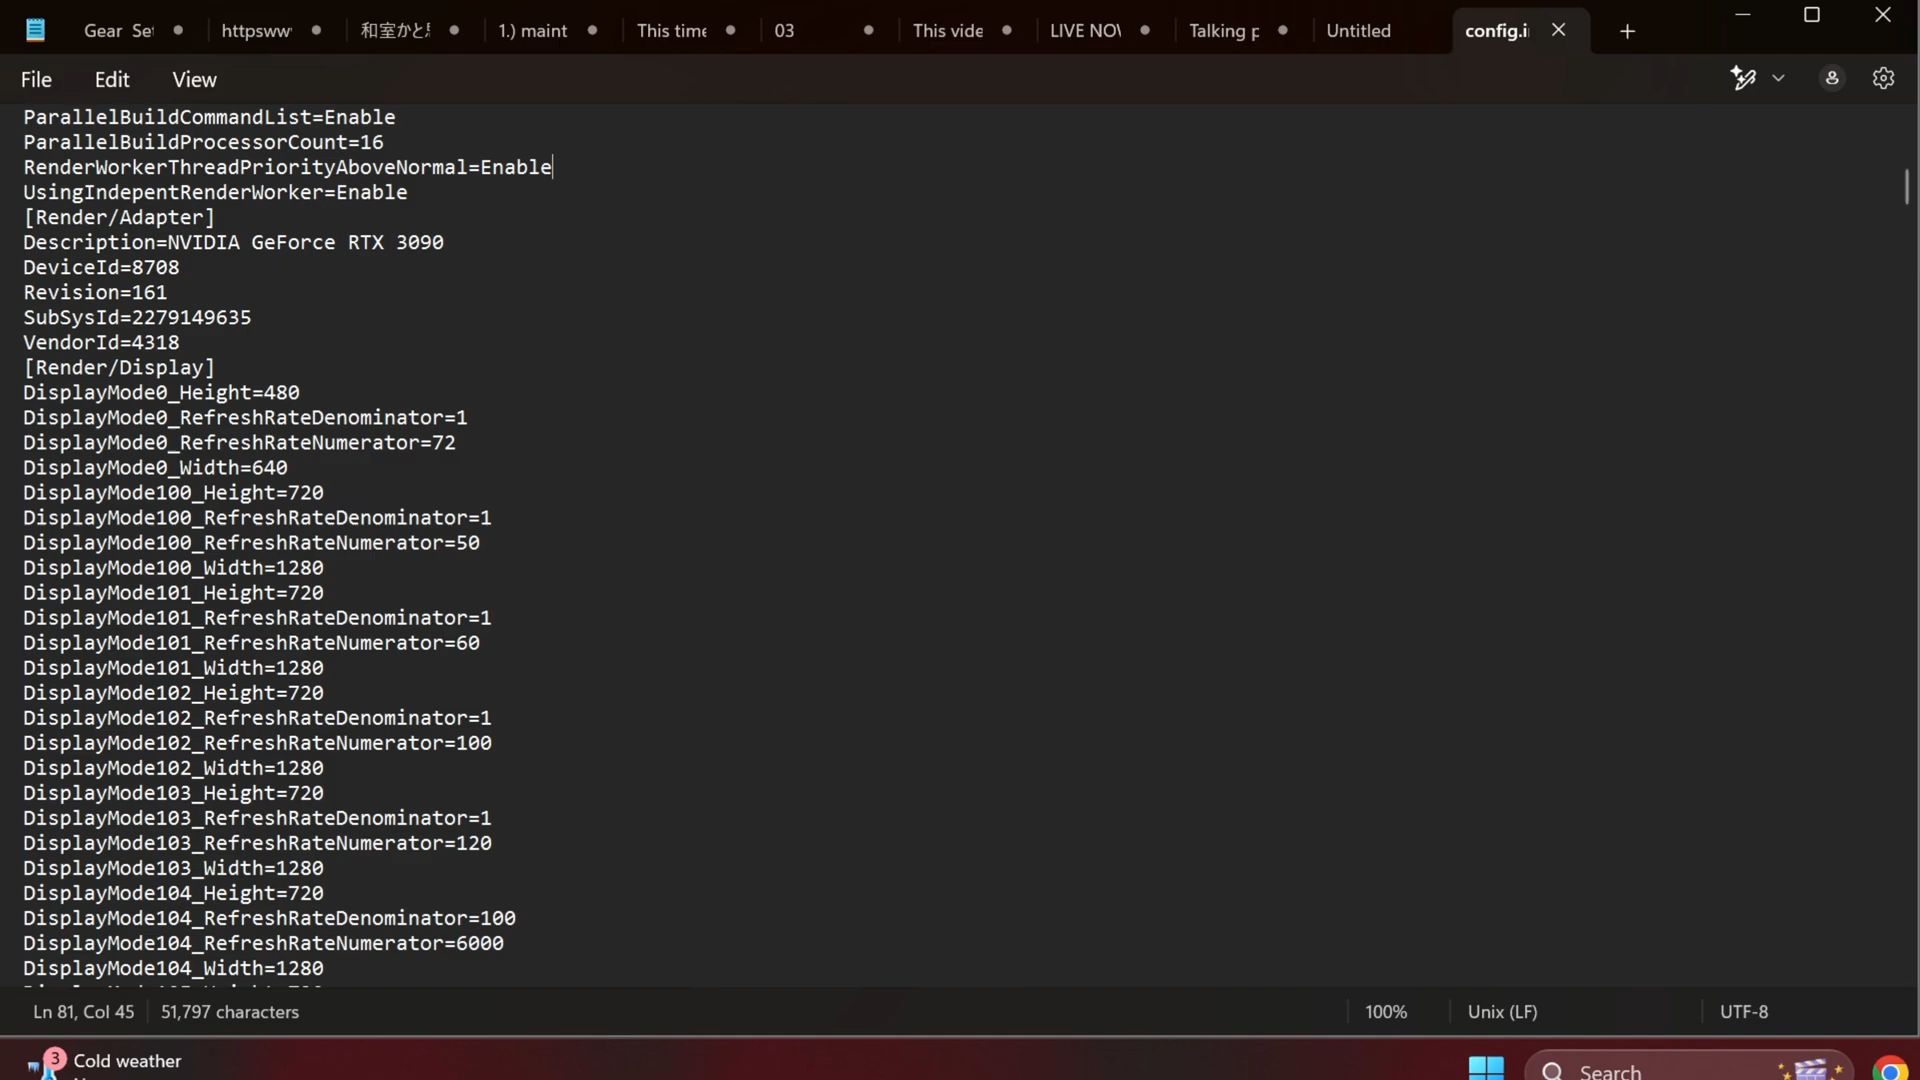 Gear Set
httpsww
和室かと
1.) maint
This time
03
This vide
LIVE NOW
Talking p
Untitled
config.i
File
Edit
View
ParallelBuildCommandList=Enable
ParallelBuildProcessorCount=16
RenderWorkerThreadPriorityAboveNormal=Enable
UsingIndepentRenderWorker=Enable
[Render/Adapter]
Description=NVIDIA GeForce RTX 3090
DeviceId=8708
Revision=161
SubSysId=2279149635
VendorId=4318
[Render/Display]
DisplayMode0_Height=480
DisplayMode0_RefreshRateDenominator=1
DisplayMode0_RefreshRateNumerator=72
DisplayMode0_Width=640
DisplayMode100_Height=720
DisplayMode100_RefreshRateDenominator=1
DisplayMode100_RefreshRateNumerator=50
DisplayMode100_Width=1280
DisplayMode101_Height=720
DisplayMode101_RefreshRateDenominator=1
DisplayMode101_RefreshRateNumerator=60
DisplayMode101_Width=1280
DisplayMode102_Height=720
DisplayMode102_RefreshRateDenominator=1
DisplayMode102_RefreshRateNumerator=100
DisplayMode102_Width=1280
DisplayMode103_Height=720
DisplayMode103_RefreshRateDenominator=1
DisplayMode103_RefreshRateNumerator=120
DisplayMode103_Width=1280
DisplayMode104_Height=720
DisplayMode104_RefreshRateDenominator=100
DisplayMode104_RefreshRateNumerator=6000
DisplayMode104_Width=1280
Ln 81, Col 45
51,797 characters
100%
Unix (LF)
UTF-8
3
Cold weather
Search